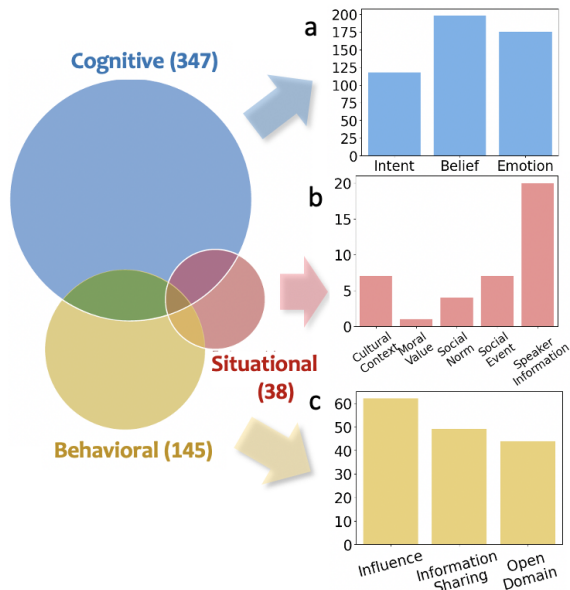 Cognitive (347)
Situational
(38)
Behavioral (145)
a
200
175
150
125
100
75
50
25
0
Intent Belief Emotion
b
20
15
10
5
0
Cultural
Context
Moral
Value
Social
Norm
Social
Event
Speaker
Information
c
60
50
40
30
20
10
0
Influence
Information
Sharing
Open
Domain